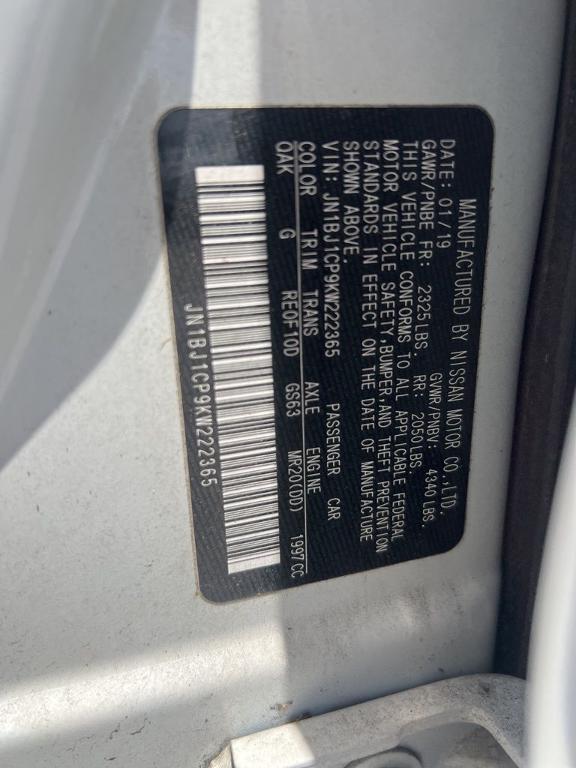 MANUFACTURED BY NISSAN MOTOR CO.,LTD.
DATE: 01/19 GVWR/PNBV: 4340 LBS.
GAWR/PNBE FR: 2325 LBS. RR: 2050 LBS.
THIS VEHICLE CONFORMS TO ALL APPLICABLE FEDERAL
MOTOR VEHICLE SAFETY, BUMPER, AND THEFT PREVENTION
STANDARDS IN EFFECT ON THE DATE OF MANUFACTURE
SHOWN ABOVE.
VIN: JN1BJ1CP9KW222365 PASSENGER CAR
COLOR TRIM TRANS AXLE ENGINE
QAK G RE0F10D GS63 MR20(DD) 1997CC
JN1BJ1CP9KW222365